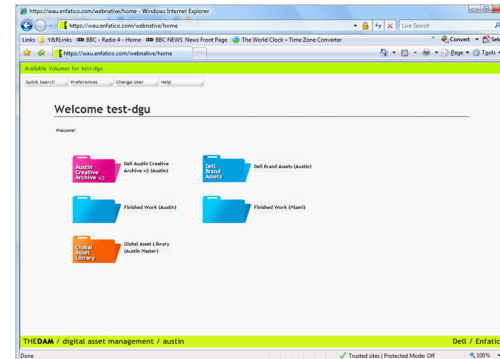 https://wau.enfatico.com/webnative/home - Windows Internet Explorer
https://wau.enfatico.com/webnative/home
Live Search
Links Y&RLinks BBC - Radio 4 - Home BBC NEWS News Front Page The World Clock – Time Zone Converter
Convert
https://wau.enfatico.com/webnative/home
Page Tools
Available Volumes for test-dgu
Quick Search Preferences Change User Help
Welcome test-dgu
Welcome!
Austin Creative Archive v2
Dell Austin Creative Archive v2 (Austin)
Dell Brand Assets
Dell Brand Assets (Austin)
Finished Work (Austin)
Finished Work (Miami)
Global Asset Library
Global Asset Library (Austin Master)
THEDAM / digital asset management / austin
Dell / Enfatic
Done
Trusted sites | Protected Mode: Off
100%